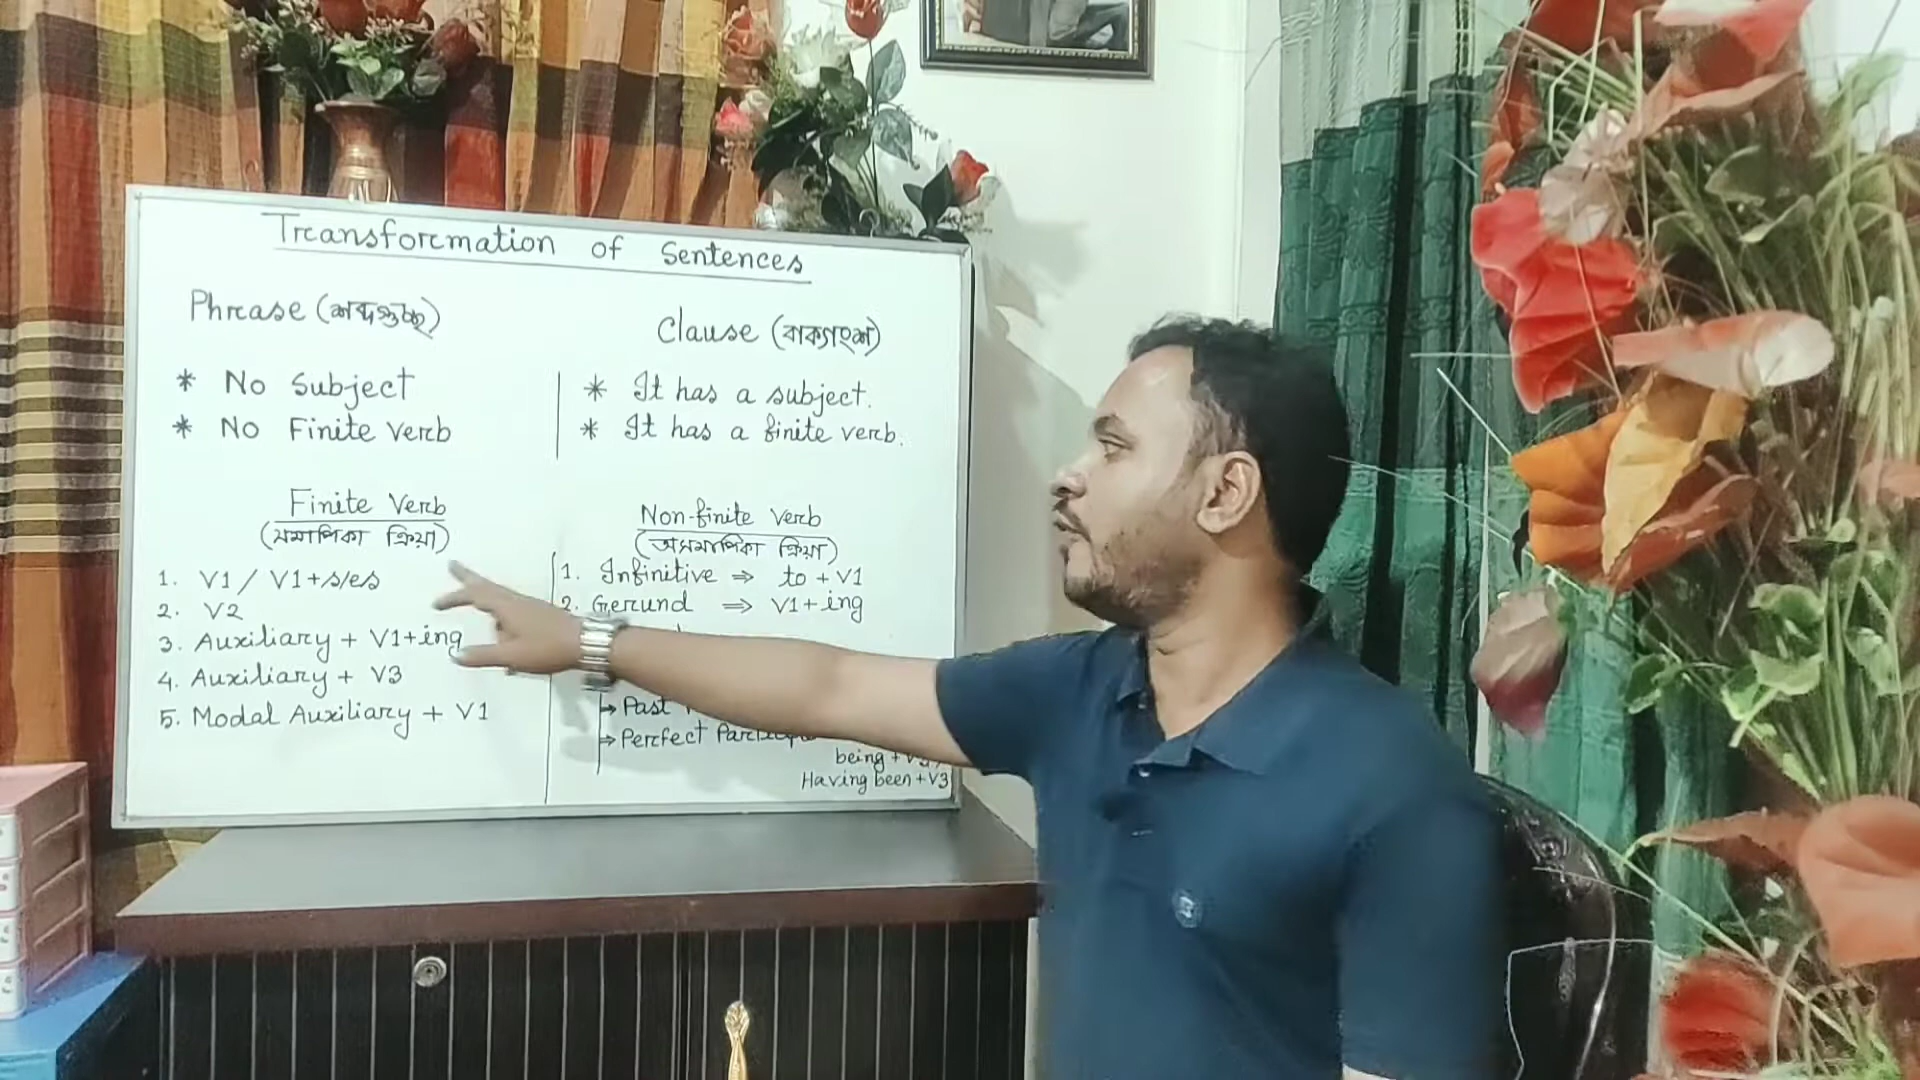 Transformation of Sentences
Phrase (শব্দগুচ্ছ)
* No Subject
* No Finite Verb
Clause (বাক্যাংশ)
* It has a subject.
* It has a finite verb.
Finite Verb
(সমাপিকা ক্রিয়া)
1. V1 / V1+s/es
2. V2
3. Auxiliary + V1+ing
4. Auxiliary + V3
5. Modal Auxiliary + V1
Non-finite Verb
(অসমাপিকা ক্রিয়া)
1. Infinitive ⇒ to + V1
2. Gerund ⇒ V1+ing
→ Past
→ Perfect
being +
Having been + V3